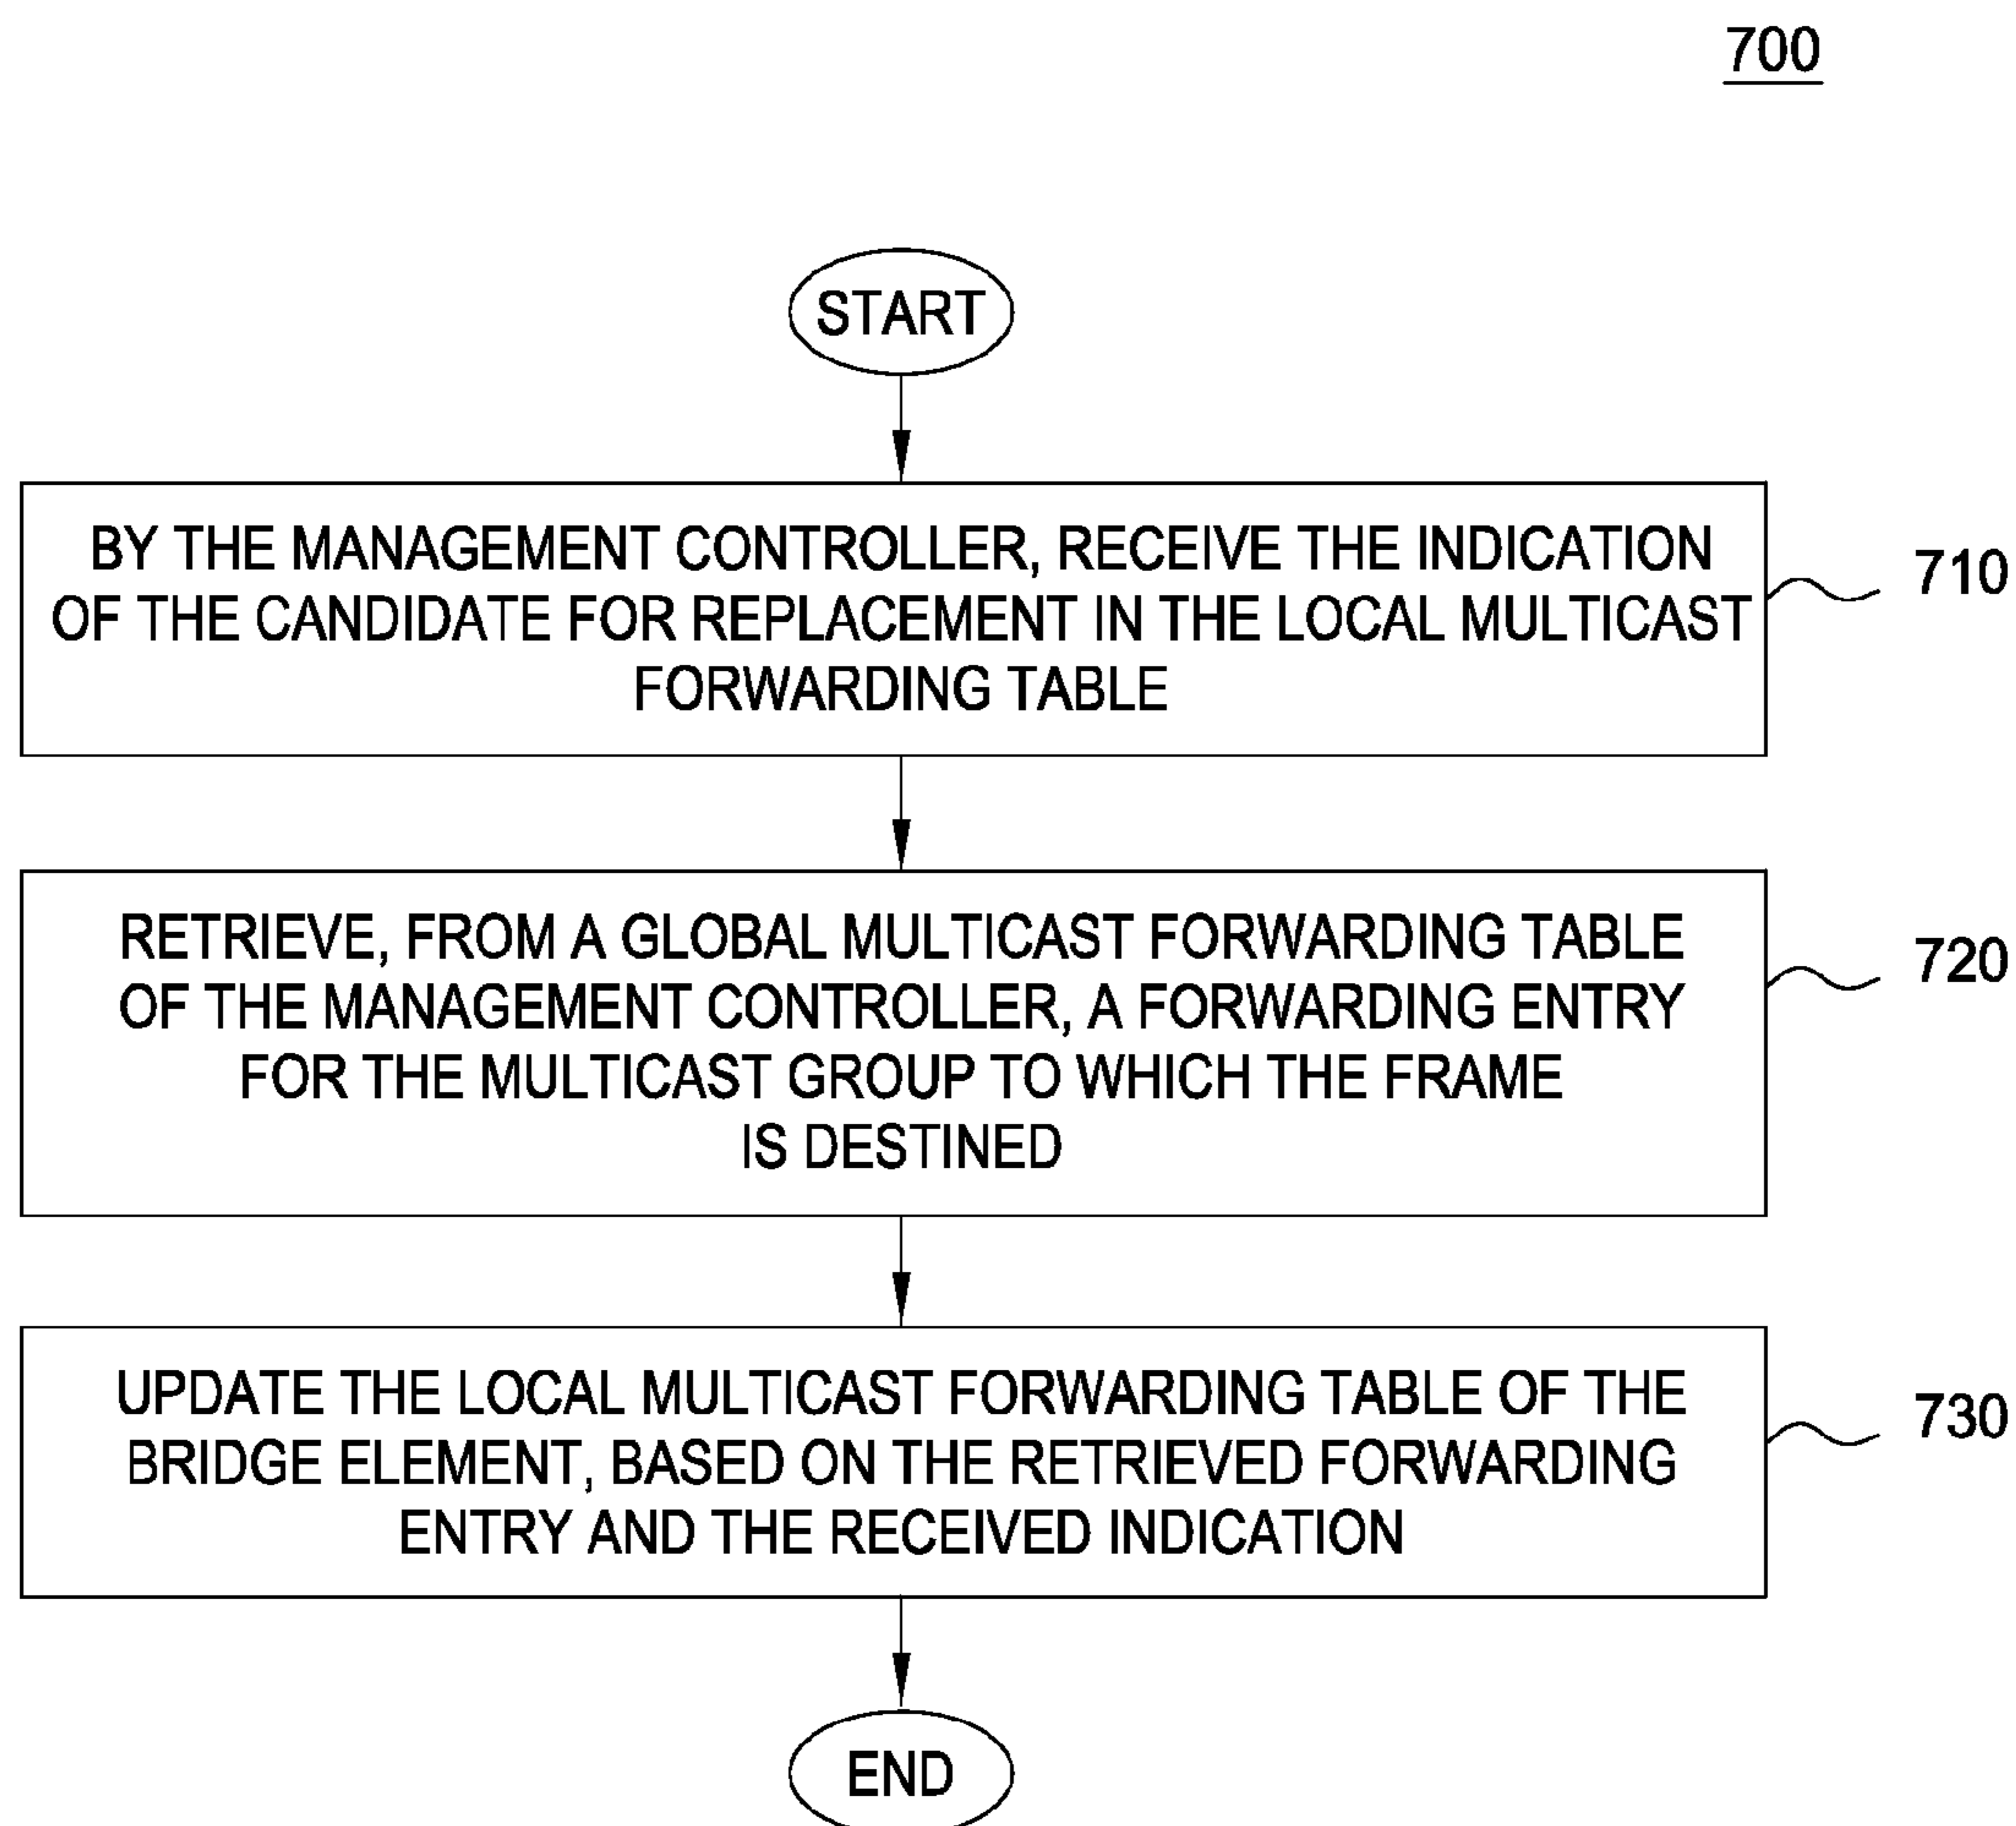 700
START
BY THE MANAGEMENT CONTROLLER, RECEIVE THE INDICATION
OF THE CANDIDATE FOR REPLACEMENT IN THE LOCAL MULTICAST
FORWARDING TABLE
710
RETRIEVE, FROM A GLOBAL MULTICAST FORWARDING TABLE
OF THE MANAGEMENT CONTROLLER, A FORWARDING ENTRY
FOR THE MULTICAST GROUP TO WHICH THE FRAME
IS DESTINED
720
UPDATE THE LOCAL MULTICAST FORWARDING TABLE OF THE
BRIDGE ELEMENT, BASED ON THE RETRIEVED FORWARDING
ENTRY AND THE RECEIVED INDICATION
730
END